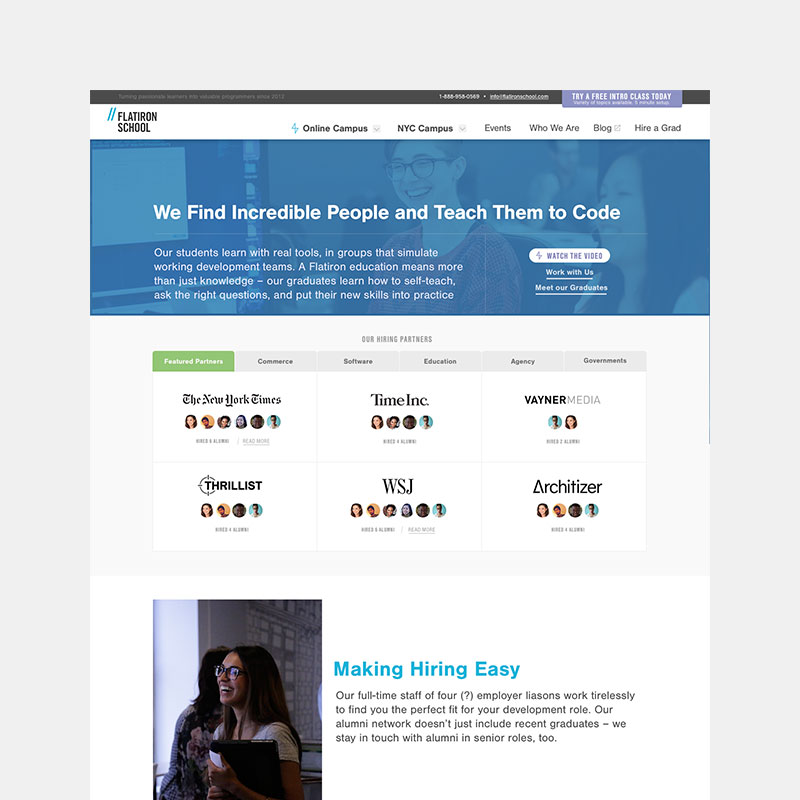 Turning passionate learners into valuable programmers since 2012
1-888-958-0569 • info@flatironschool.com
TRY A FREE INTRO CLASS TODAY
Variety of topics available. 5 minute setup.
// FLATIRON
SCHOOL
Online Campus
NYC Campus
Events
Who We Are
Blog
Hire a Grad
We Find Incredible People and Teach Them to Code
Our students learn with real tools, in groups that simulate
working development teams. A Flatiron education means more
than just knowledge – our graduates learn how to self-teach,
ask the right questions, and put their new skills into practice
WATCH THE VIDEO
Work with Us
Meet our Graduates
OUR HIRING PARTNERS
Featured Partners
Commerce
Software
Education
Agency
Governments
The New York Times
HIRED 6 ALUMNI | READ MORE
Time Inc.
HIRED 4 ALUMNI
VAYNERMEDIA
HIRED 2 ALUMNI
THRILLIST
HIRED 4 ALUMNI
WSJ
HIRED 6 ALUMNI | READ MORE
Architizer
HIRED 4 ALUMNI
Making Hiring Easy
Our full-time staff of four (?) employer liasons work tirelessly
to find you the perfect fit for your development role. Our
alumni network doesn’t just include recent graduates – we
stay in touch with alumni in senior roles, too.